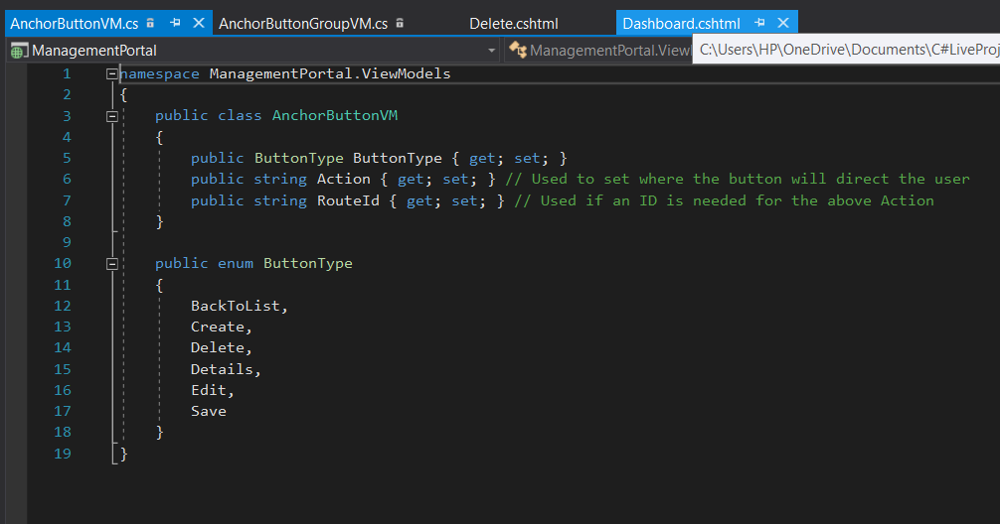 AnchorButtonVM.cs AnchorButtonGroupVM.cs Delete.cshtml Dashboard.cshtml
ManagementPortal ManagementPortal.View C:\Users\HP\OneDrive\Documents\C#LiveProj
1 namespace ManagementPortal.ViewModels
2 {
3 public class AnchorButtonVM
4 {
5 public ButtonType ButtonType { get; set; }
6 public string Action { get; set; } // Used to set where the button will direct the user
7 public string RouteId { get; set; } // Used if an ID is needed for the above Action
8 }
9
10 public enum ButtonType
11 {
12 BackToList,
13 Create,
14 Delete,
15 Details,
16 Edit,
17 Save
18 }
19 }